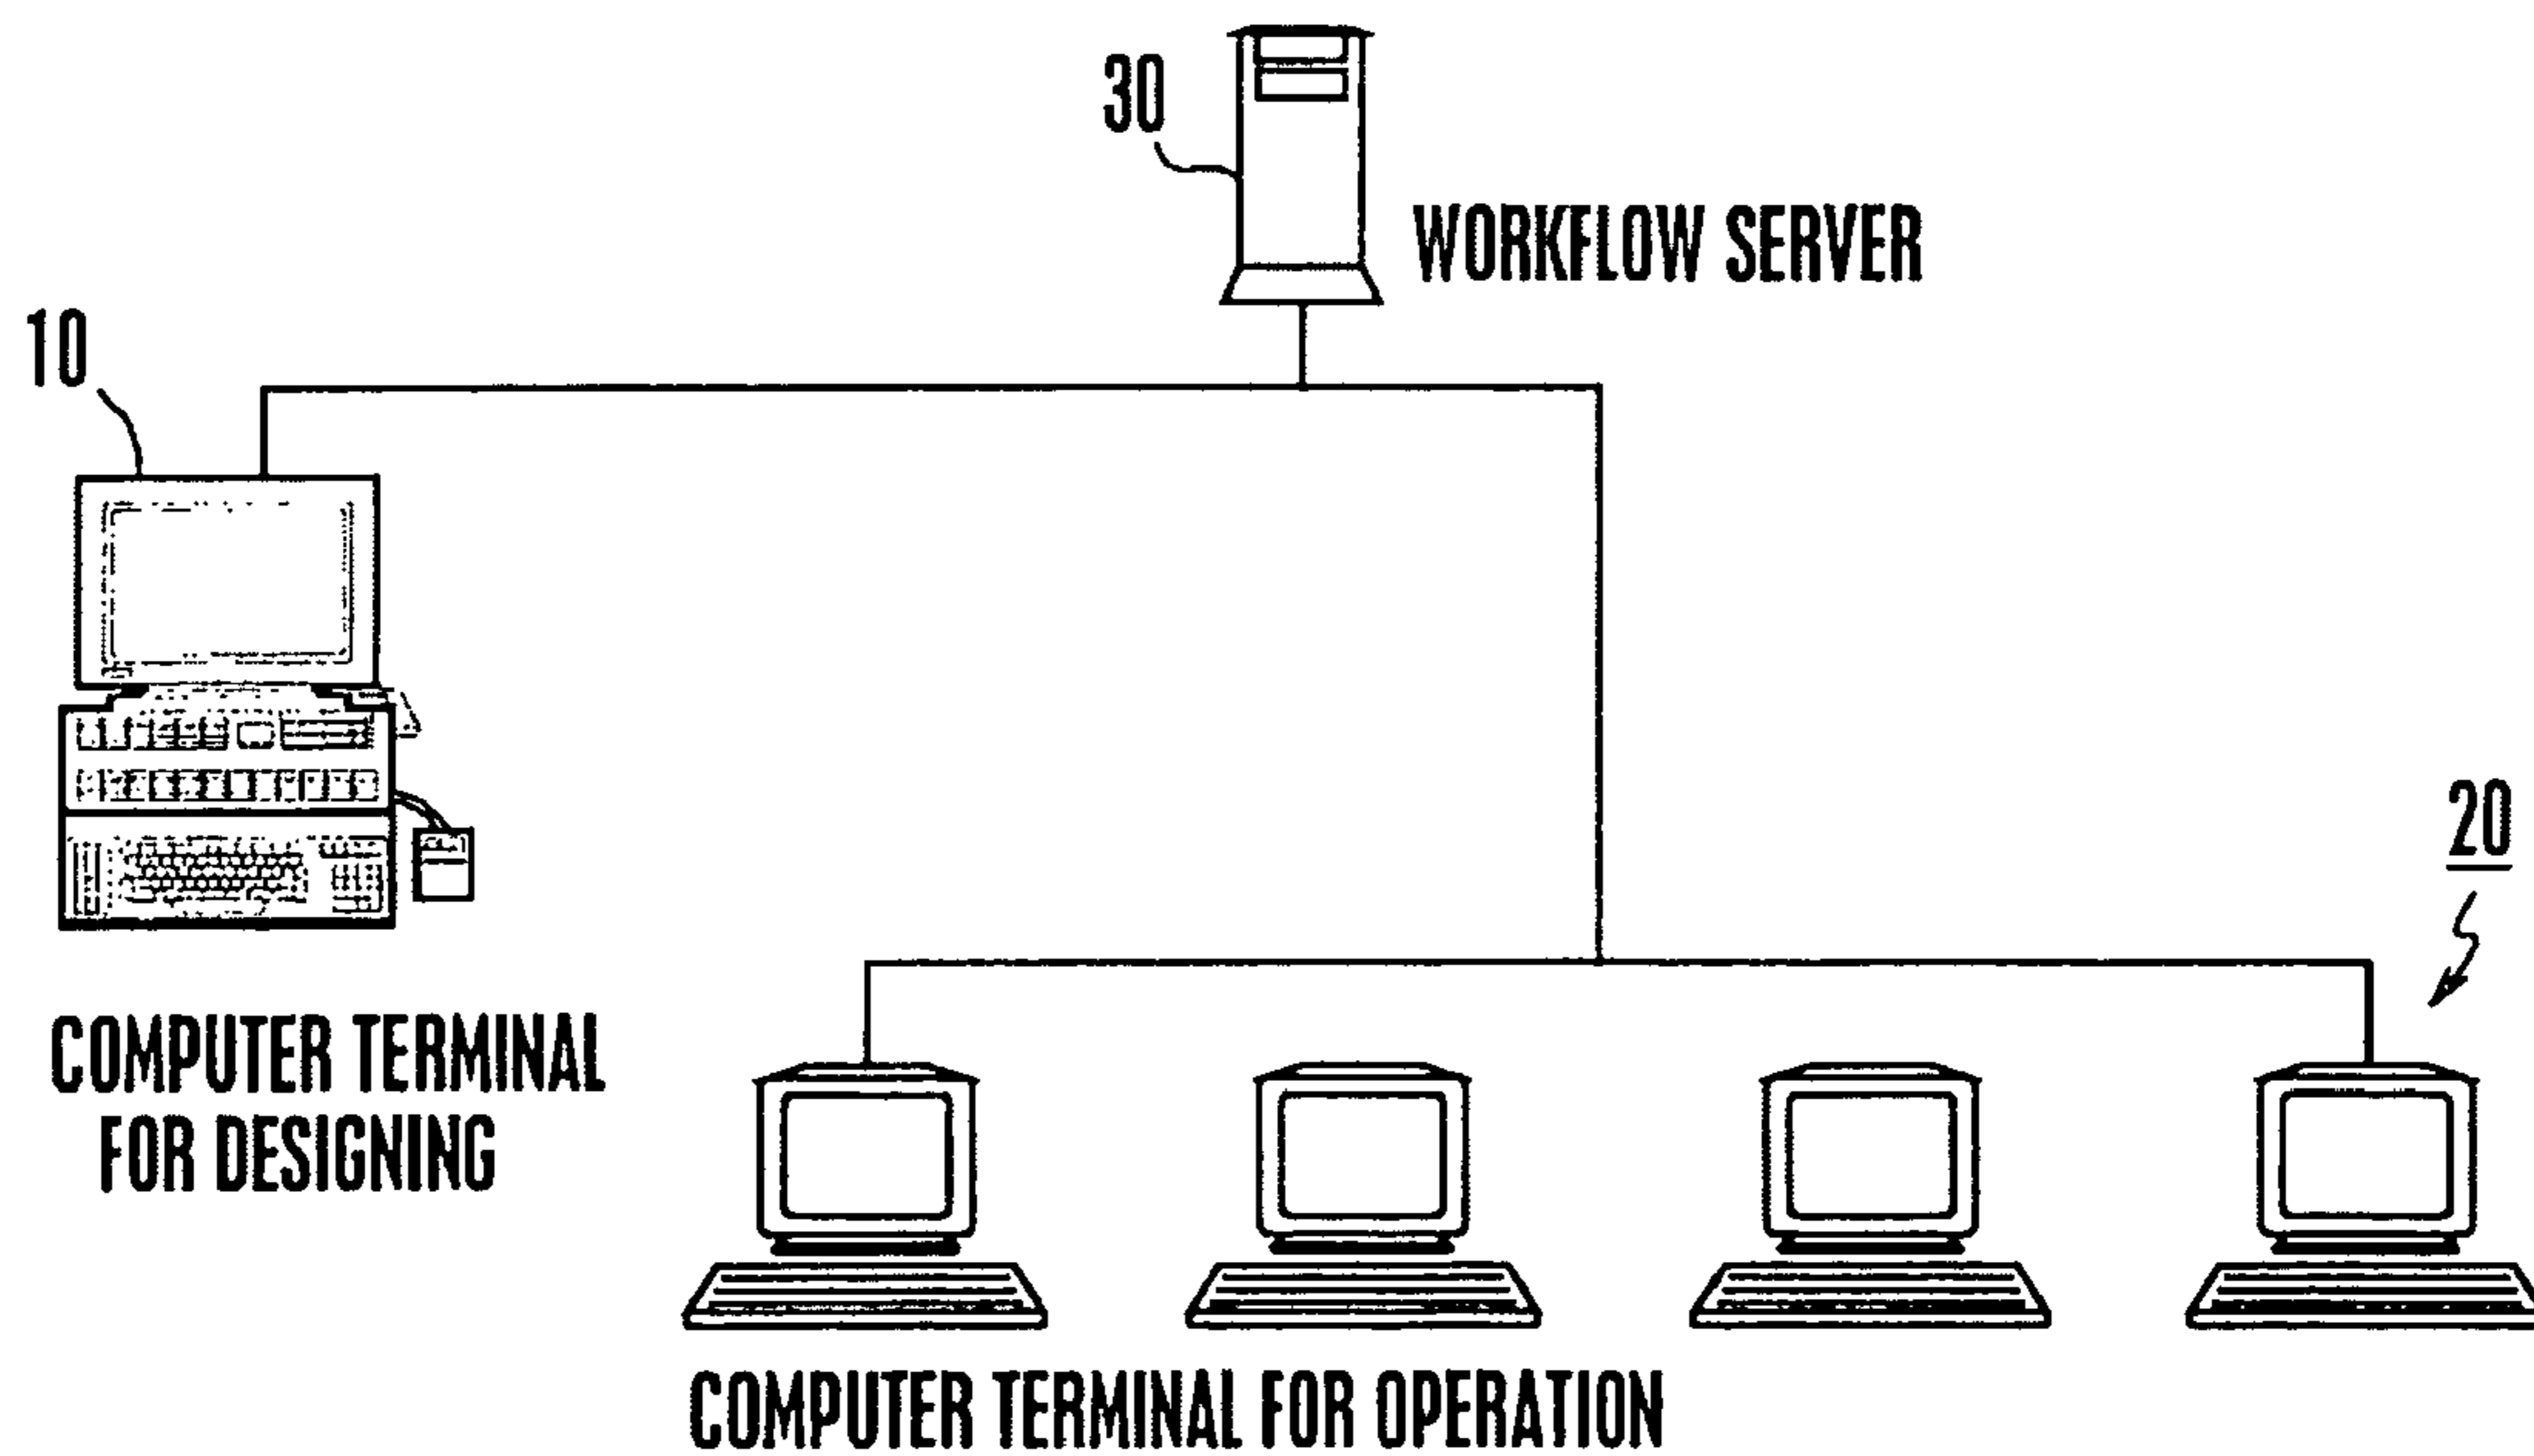 30
WORKFLOW SERVER
10
20
COMPUTER TERMINAL
FOR DESIGNING
COMPUTER TERMINAL FOR OPERATION